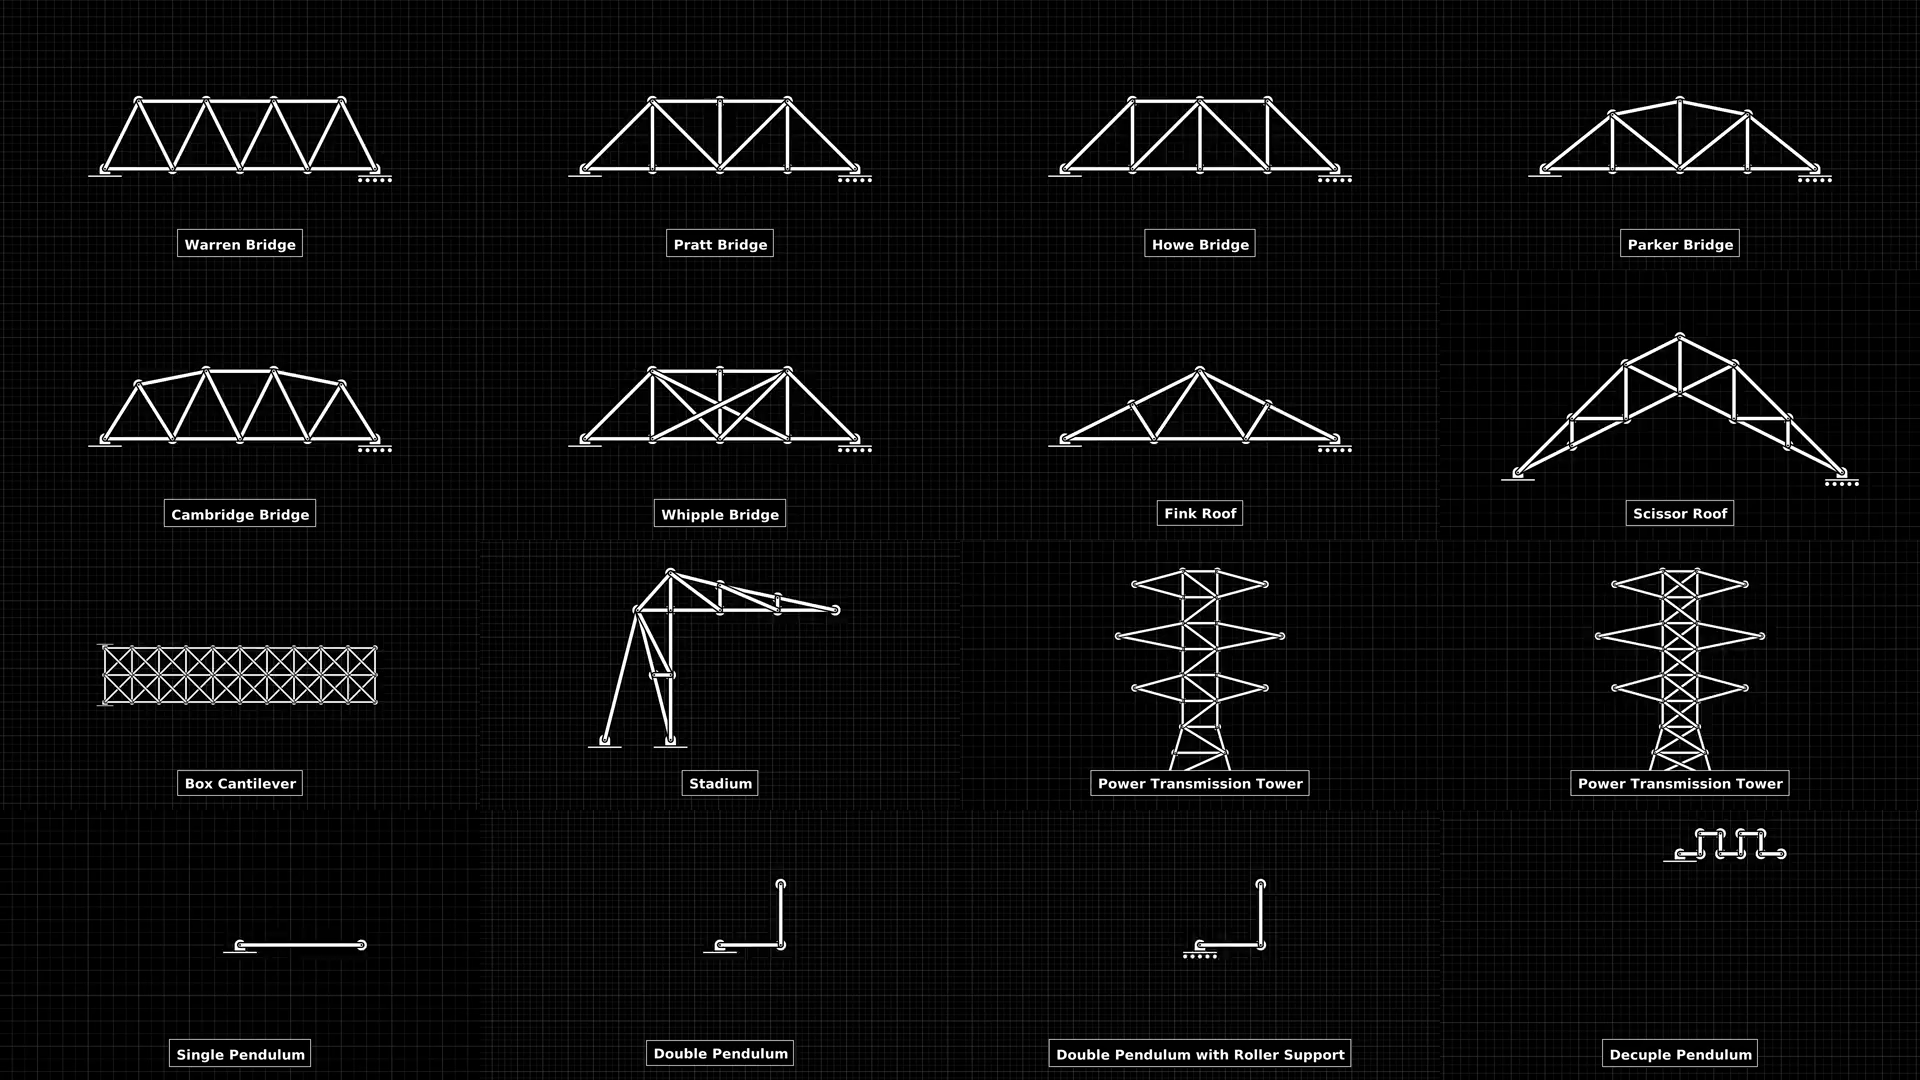 Warren Bridge
Pratt Bridge
Howe Bridge
Parker Bridge
Cambridge Bridge
Whipple Bridge
Fink Roof
Scissor Roof
Box Cantilever
Stadium
Power Transmission Tower
Power Transmission Tower
Single Pendulum
Double Pendulum
Double Pendulum with Roller Support
Decuple Pendulum